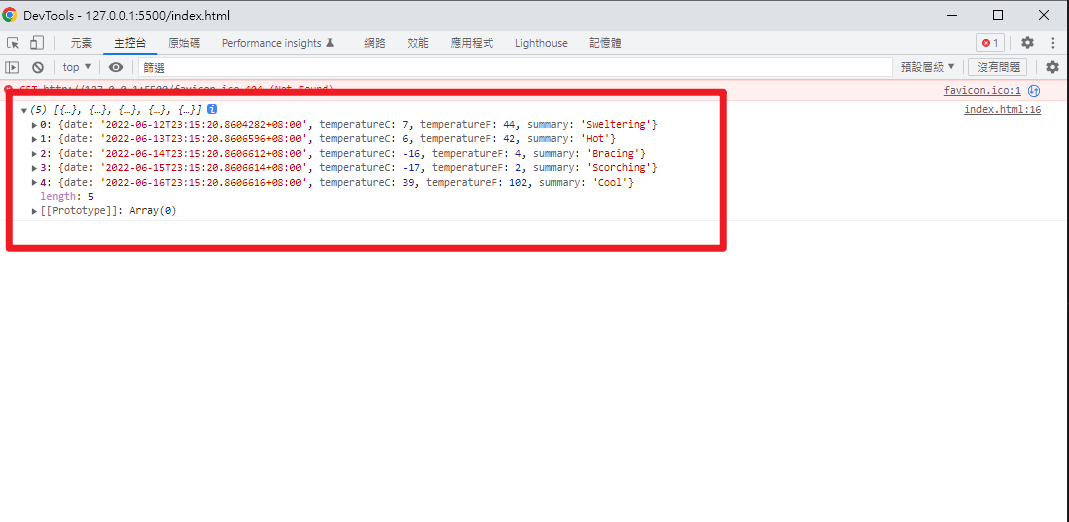 DevTools - 127.0.0.1:5500/index.html
元素 主控台 原始碼 Performance insights 網路 效能 應用程式 Lighthouse 記憶體 1
top 篩選 預設層級 沒有問題
GET http://127.0.0.1:5500/favicon.ico 404 (Not Found) favicon.ico:1
(5) [{…}, {…}, {…}, {…}, {…}] i index.html:16
0: {date: '2022-06-12T23:15:20.8604282+08:00', temperatureC: 7, temperatureF: 44, summary: 'Sweltering'}
1: {date: '2022-06-13T23:15:20.8606596+08:00', temperatureC: 6, temperatureF: 42, summary: 'Hot'}
2: {date: '2022-06-14T23:15:20.8606612+08:00', temperatureC: -16, temperatureF: 4, summary: 'Bracing'}
3: {date: '2022-06-15T23:15:20.8606614+08:00', temperatureC: -17, temperatureF: 2, summary: 'Scorching'}
4: {date: '2022-06-16T23:15:20.8606616+08:00', temperatureC: 39, temperatureF: 102, summary: 'Cool'}
length: 5
[[Prototype]]: Array(0)